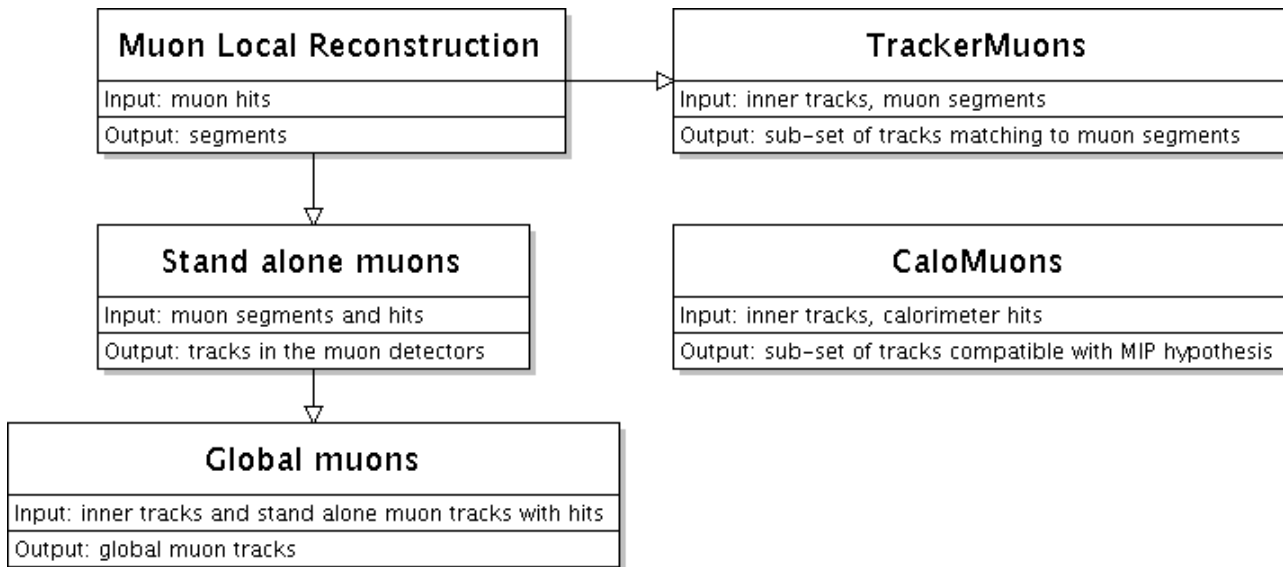 Muon Local Reconstruction
Input: muon hits
Output: segments
TrackerMuons
Input: inner tracks, muon segments
Output: sub-set of tracks matching to muon segments
Stand alone muons
Input: muon segments and hits
Output: tracks in the muon detectors
CaloMuons
Input: inner tracks, calorimeter hits
Output: sub-set of tracks compatible with MIP hypothesis
Global muons
Input: inner tracks and stand alone muon tracks with hits
Output: global muon tracks